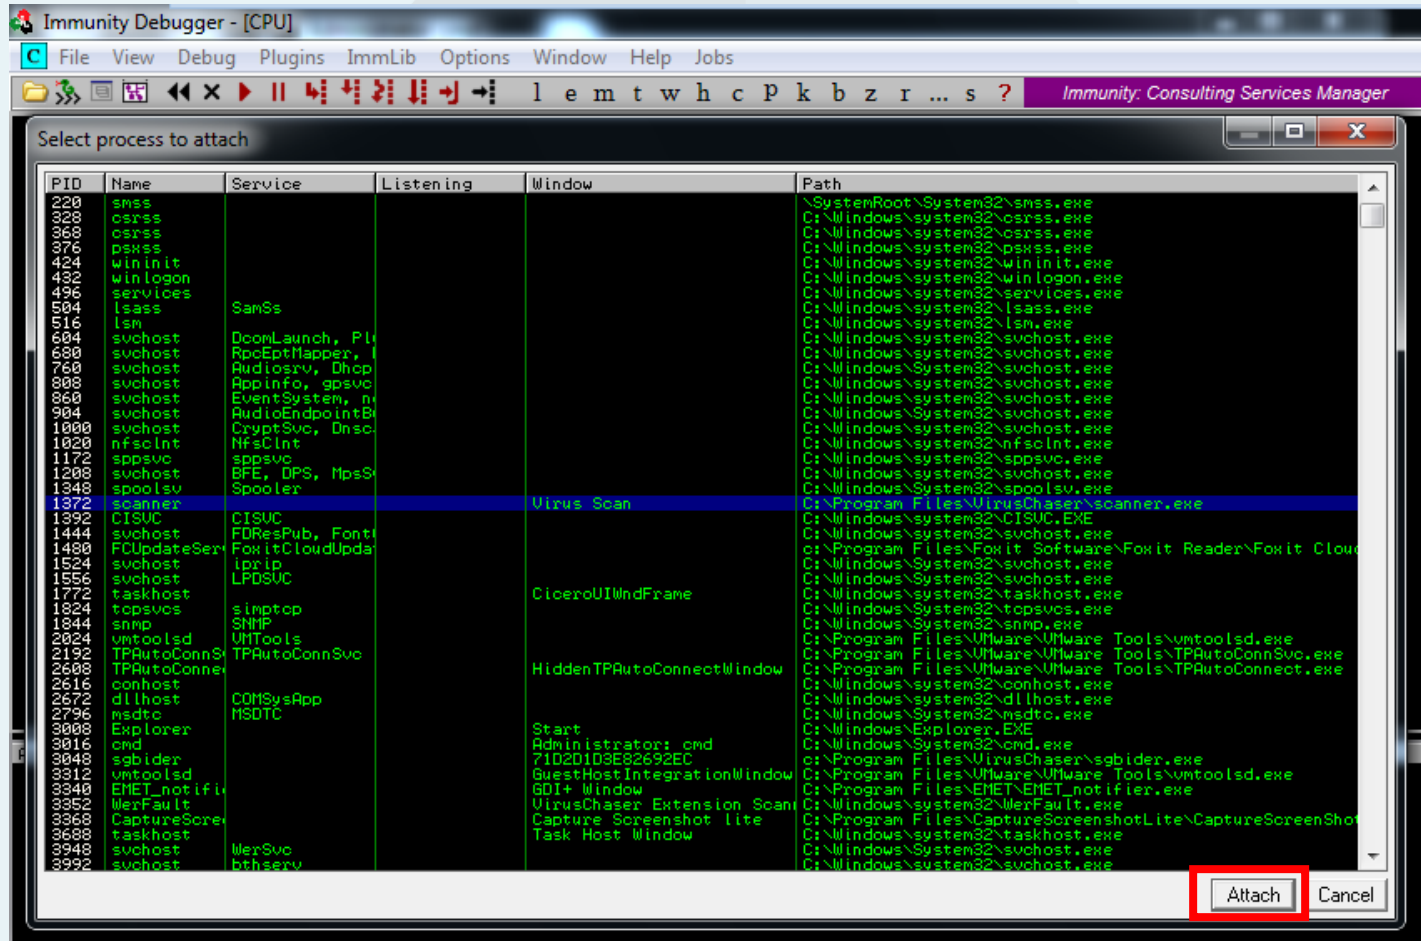 Immunity Debugger - [CPU]
C File View Debug Plugins ImmLib Options Window Help Jobs
l e m t w h c P k b z r ... s ? Immunity: Consulting Services Manager
Select process to attach
PID Name Service Listening Window Path
220 smss \SystemRoot\System32\smss.exe
328 csrss C:\Windows\system32\csrss.exe
368 csrss C:\Windows\system32\csrss.exe
376 psxss C:\Windows\system32\psxss.exe
424 wininit C:\Windows\system32\wininit.exe
432 winlogon C:\Windows\system32\winlogon.exe
496 services C:\Windows\system32\services.exe
504 lsass SamSs C:\Windows\system32\lsass.exe
516 lsm C:\Windows\system32\lsm.exe
604 svchost DcomLaunch, Pl C:\Windows\system32\svchost.exe
680 svchost RpcEptMapper, C:\Windows\system32\svchost.exe
760 svchost Audiosrv, Dhcp C:\Windows\System32\svchost.exe
808 svchost Appinfo, gpsvc C:\Windows\system32\svchost.exe
860 svchost EventSystem, n C:\Windows\system32\svchost.exe
904 svchost AudioEndpointB C:\Windows\System32\svchost.exe
1000 svchost CryptSvc, Dnsc C:\Windows\system32\svchost.exe
1020 nfsclnt NfsClnt C:\Windows\system32\nfsclnt.exe
1172 sppsvc sppsvc C:\Windows\system32\sppsvc.exe
1208 svchost BFE, DPS, MpsS C:\Windows\system32\svchost.exe
1348 spoolsv Spooler C:\Windows\System32\spoolsv.exe
1372 scanner Virus Scan C:\Program Files\VirusChaser\scanner.exe
1392 CISVC CISVC C:\Windows\system32\CISVC.EXE
1444 svchost FDResPub, Font C:\Windows\system32\svchost.exe
1480 FCUpdateSer FoxitCloudUpda c:\Program Files\Foxit Software\Foxit Reader\Foxit Clou
1524 svchost iprip C:\Windows\System32\svchost.exe
1556 svchost LPDSVC C:\Windows\System32\svchost.exe
1772 taskhost CiceroUIWndFrame C:\Windows\system32\taskhost.exe
1824 tcpsvcs simptcp C:\Windows\System32\tcpsvcs.exe
1844 snmp SNMP C:\Windows\System32\snmp.exe
2024 vmtoolsd VMTools C:\Program Files\VMware\VMware Tools\vmtoolsd.exe
2192 TPAutoConnS TPAutoConnSvc C:\Program Files\VMware\VMware Tools\TPAutoConnSvc.exe
2608 TPAutoConne HiddenTPAutoConnectWindow C:\Program Files\VMware\VMware Tools\TPAutoConnect.exe
2616 conhost C:\Windows\system32\conhost.exe
2672 dllhost COMSysApp C:\Windows\system32\dllhost.exe
2796 msdtc MSDTC C:\Windows\System32\msdtc.exe
3008 Explorer Start C:\Windows\Explorer.EXE
3016 cmd Administrator: cmd C:\Windows\System32\cmd.exe
3048 sgbider 71D2D1D3E82692EC c:\Program Files\VirusChaser\sgbider.exe
3312 vmtoolsd GuestHostIntegrationWindow C:\Program Files\VMware\VMware Tools\vmtoolsd.exe
3340 EMET_notifi GDI+ Window C:\Program Files\EMET\EMET_notifier.exe
3352 WerFault VirusChaser Extension Scan C:\Windows\system32\WerFault.exe
3368 CaptureScre Capture Screenshot lite C:\Program Files\CaptureScreenshotLite\CaptureScreenShot
3688 taskhost Task Host Window C:\Windows\system32\taskhost.exe
3948 svchost WerSvc C:\Windows\System32\svchost.exe
3992 svchost bthserv C:\Windows\system32\svchost.exe
Attach Cancel